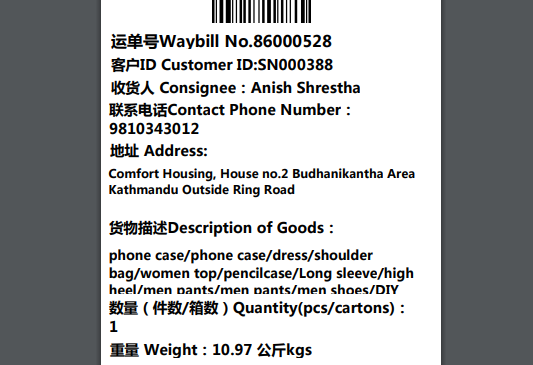 运单号Waybill No.86000528
客户ID Customer ID:SN000388
收货人 Consignee：Anish Shrestha
联系电话Contact Phone Number：
9810343012
地址 Address:
Comfort Housing, House no.2 Budhanikantha Area
Kathmandu Outside Ring Road
货物描述Description of Goods：
phone case/phone case/dress/shoulder
bag/women top/pencilcase/Long sleeve/high
heel/men pants/men pants/men shoes/DIY
数量（件数/箱数）Quantity(pcs/cartons)：
1
重量 Weight：10.97 公斤kgs